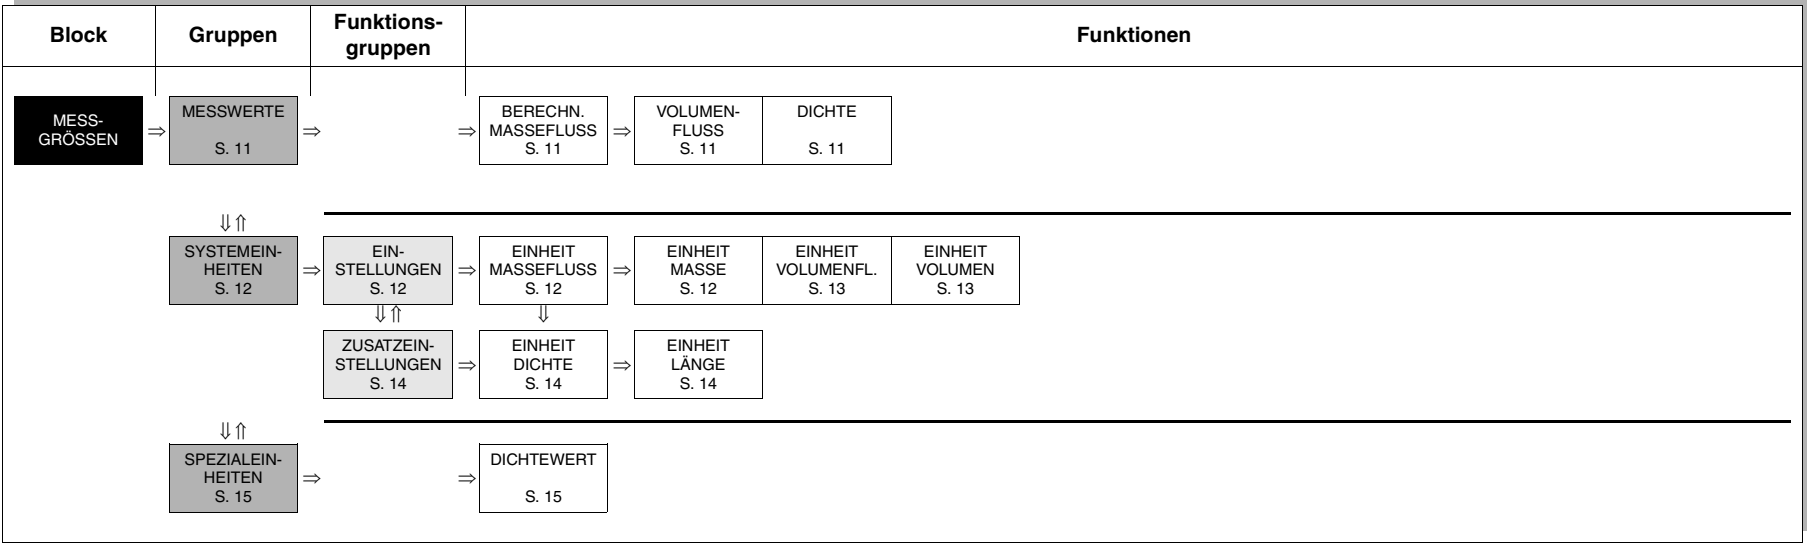 Block
Gruppen
Funktions-
gruppen
Funktionen
MESS-
GRÖSSEN
⇒
MESSWERTE
S. 11
⇒
⇒
BERECHN.
MASSEFLUSS
S. 11
⇒
VOLUMEN-
FLUSS
S. 11
DICHTE
S. 11
⇓⇑
SYSTEMEIN-
HEITEN
S. 12
⇒
EIN-
STELLUNGEN
S. 12
⇒
EINHEIT
MASSEFLUSS
S. 12
⇒
EINHEIT
MASSE
S. 12
EINHEIT
VOLUMENFL.
S. 13
EINHEIT
VOLUMEN
S. 13
⇓⇑
⇓
ZUSATZEIN-
STELLUNGEN
S. 14
⇒
EINHEIT
DICHTE
S. 14
⇒
EINHEIT
LÄNGE
S. 14
⇓⇑
SPEZIALEIN-
HEITEN
S. 15
⇒
⇒
DICHTEWERT
S. 15